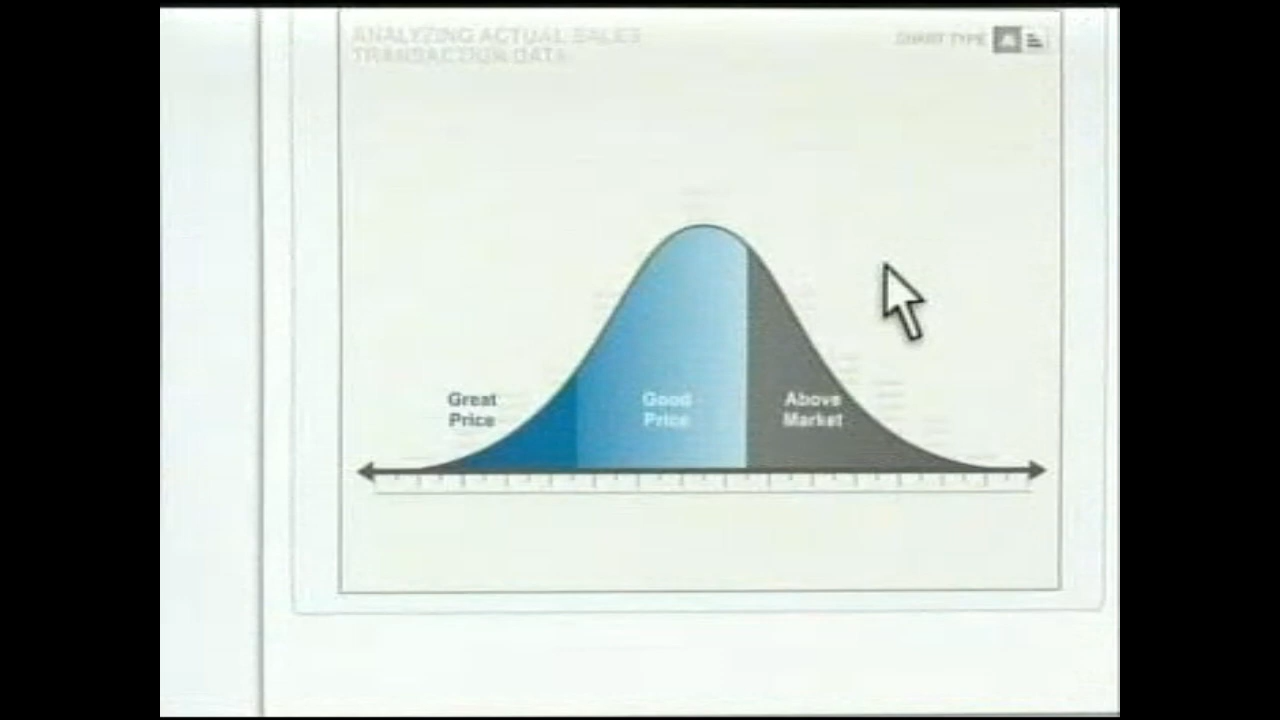 ANALYZING ACTUAL SALES
TRANSACTION DATA
CHART TYPE
Great
Price
Good
Price
Above
Market